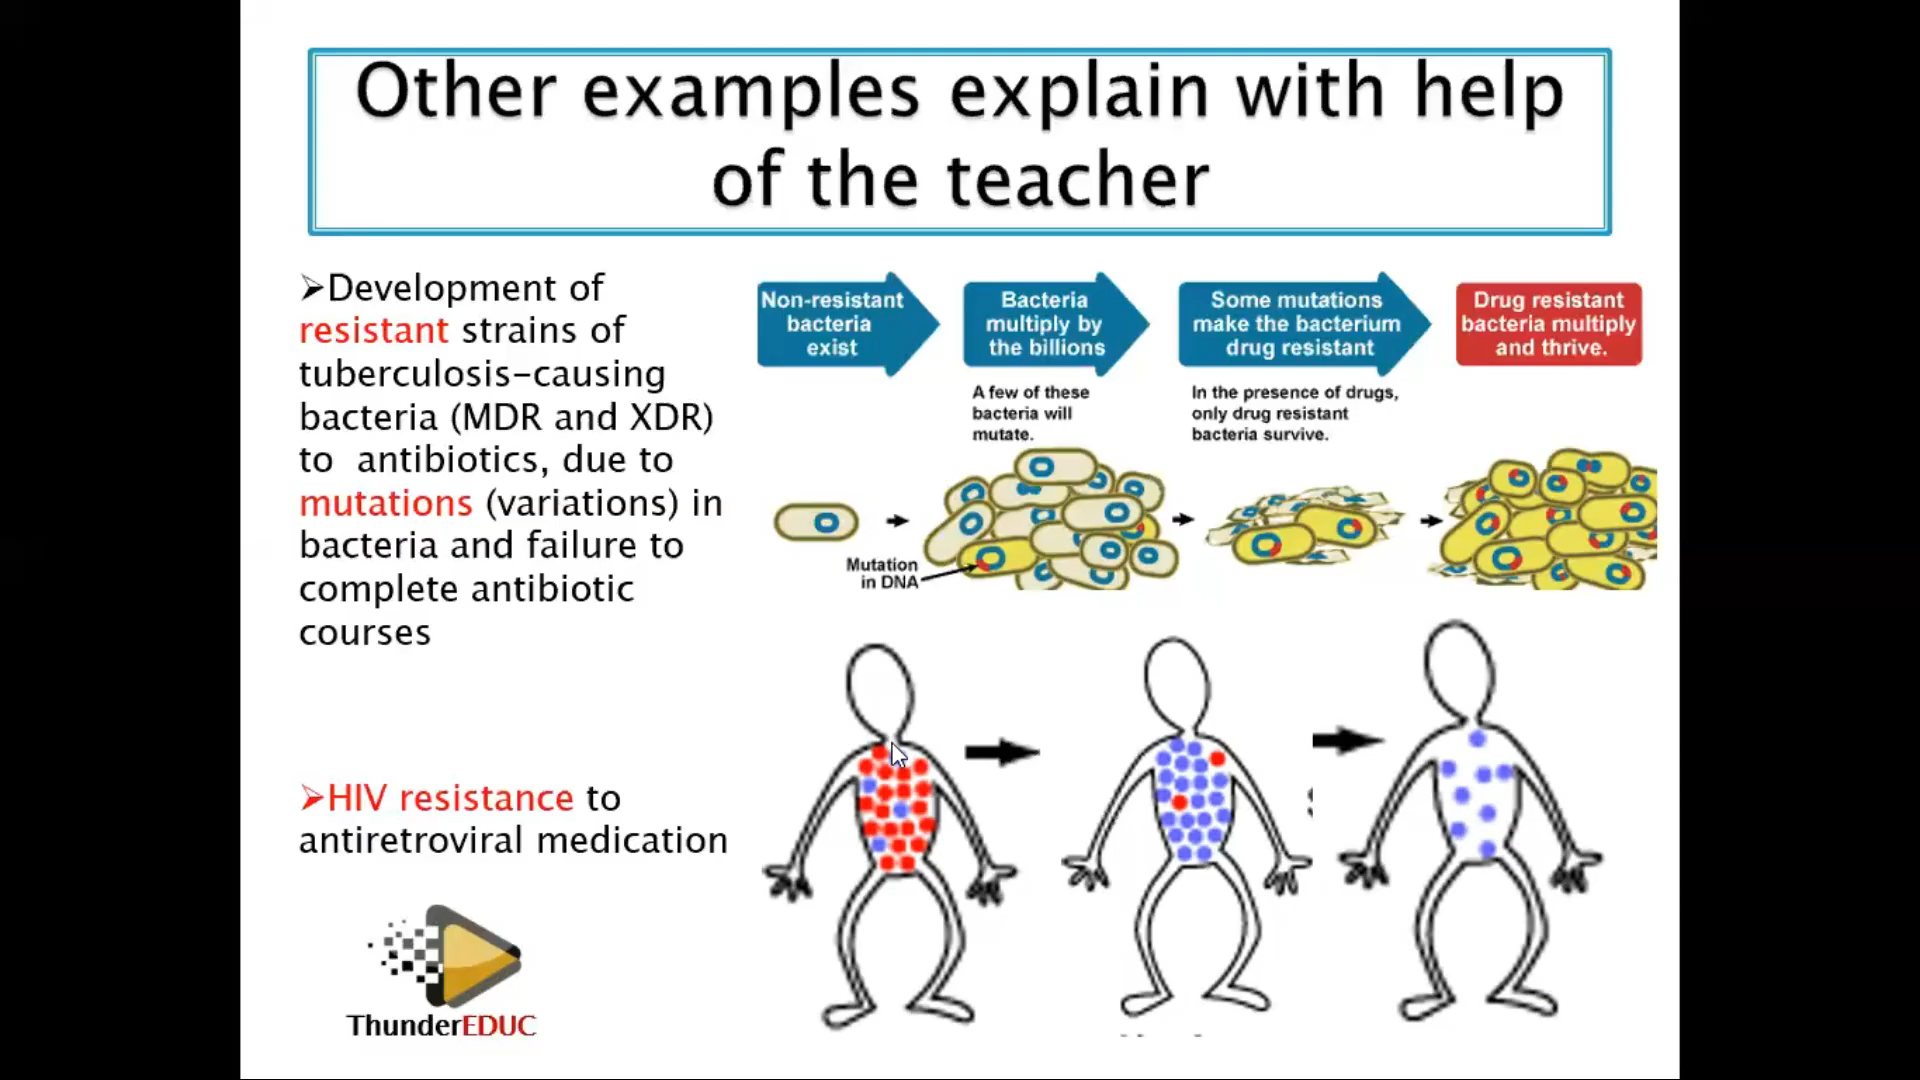 Other examples explain with help
of the teacher
➢Development of
resistant strains of
tuberculosis-causing
bacteria (MDR and XDR)
to antibiotics, due to
mutations (variations) in
bacteria and failure to
complete antibiotic
courses
➢HIV resistance to
antiretroviral medication
Non-resistant
bacteria
exist
Bacteria
multiply by
the billions
Some mutations
make the bacterium
drug resistant
Drug resistant
bacteria multiply
and thrive.
A few of these
bacteria will
mutate.
In the presence of drugs,
only drug resistant
bacteria survive.
Mutation
in DNA
ThunderEDUC